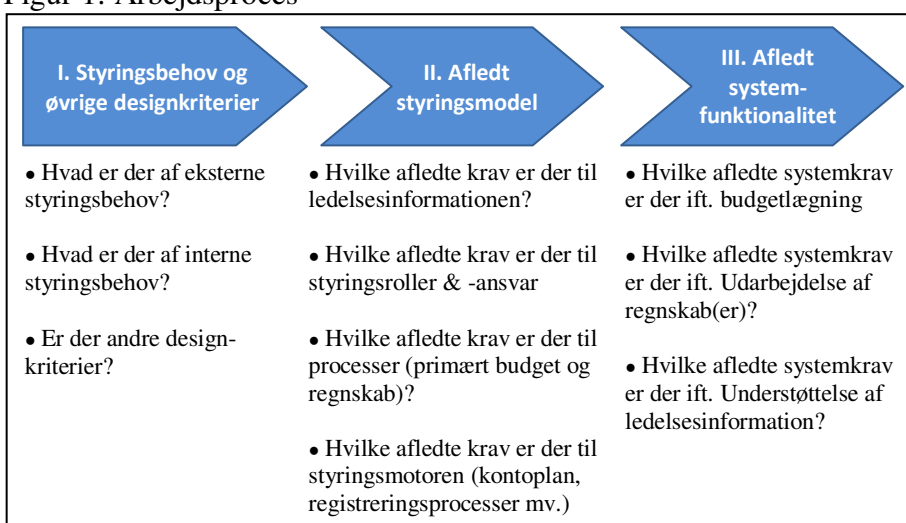 Figur 1. Arbejdsproces
I. Styringsbehov og
øvrige designkriterier
II. Afledt
styringsmodel
III. Afledt
system-
funktionalitet
• Hvad er der af eksterne
styringsbehov?
• Hvad er der af interne
styringsbehov?
• Er der andre design-
kriterier?
• Hvilke afledte krav er der til
ledelsesinformationen?
• Hvilke afledte krav er der til
styringsroller & -ansvar
• Hvilke afledte krav er der til
processer (primært budget og
regnskab)?
• Hvilke afledte krav er der til
styringsmotoren (kontoplan,
registreringsprocesser mv.)
• Hvilke afledte systemkrav
er der ift. budgetlægning
• Hvilke afledte systemkrav
er der ift. Udarbejdelse af
regnskab(er)?
• Hvilke afledte systemkrav
er der ift. Understøttelse af
ledelsesinformation?